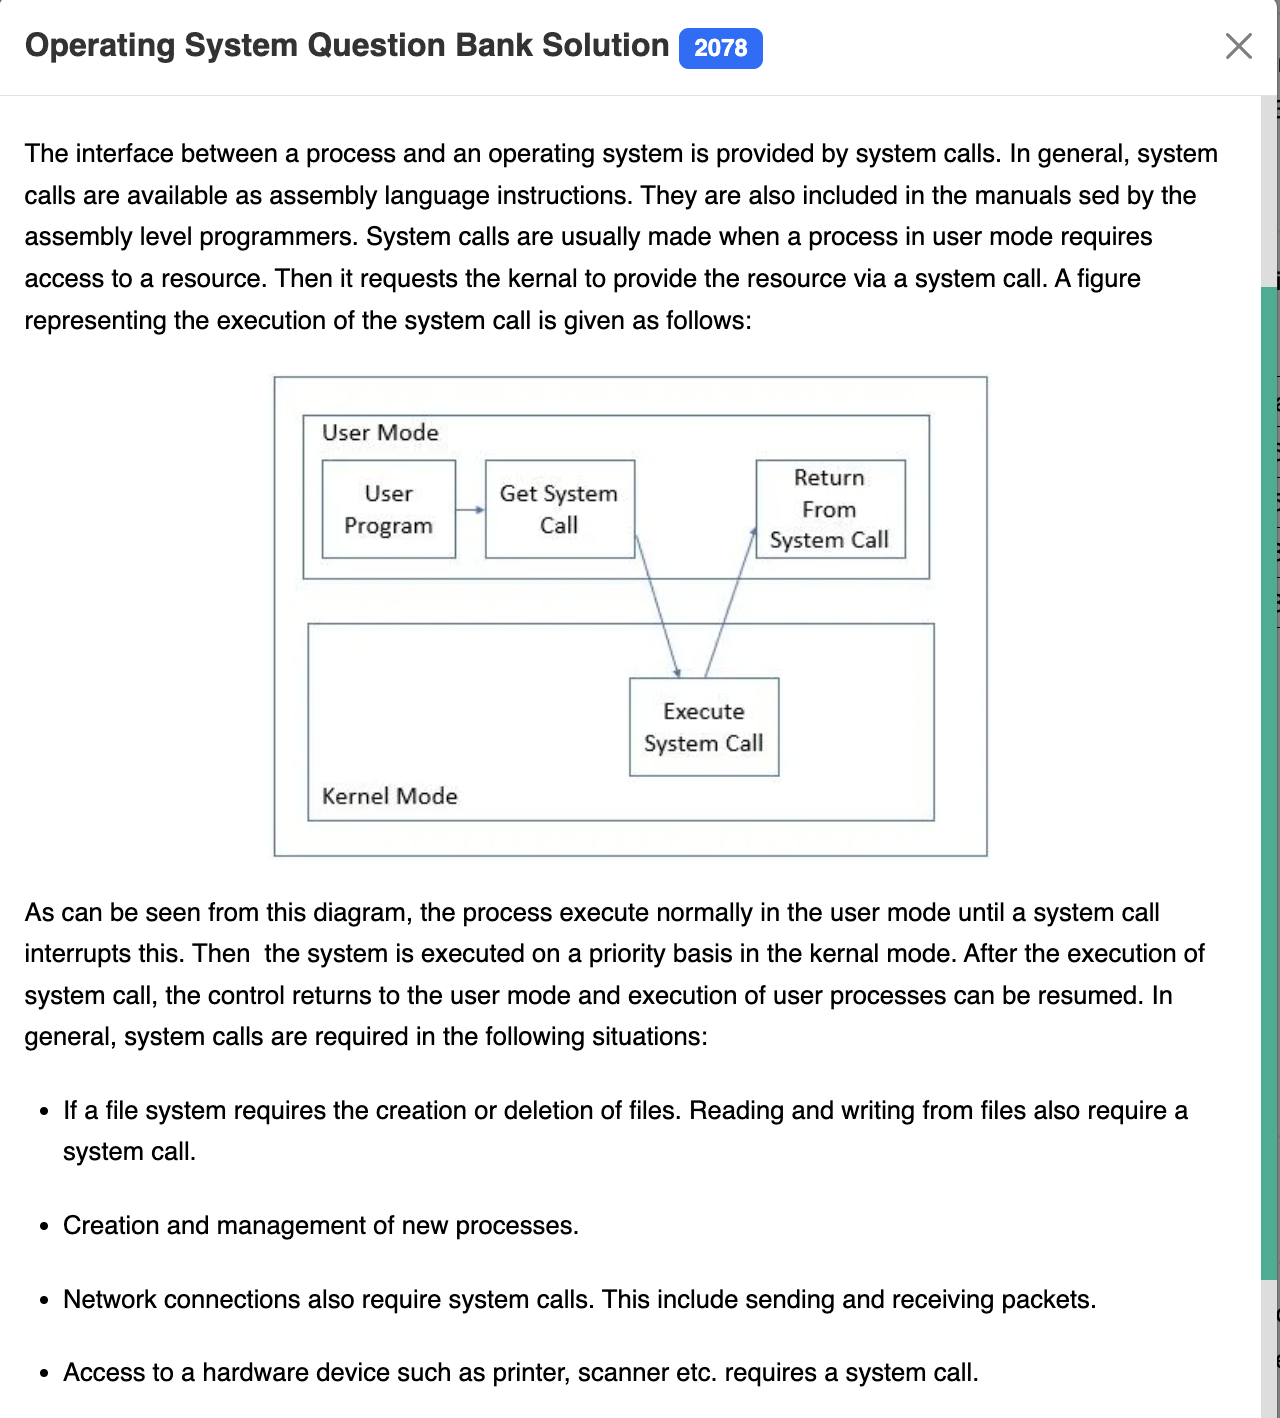 Operating System Question Bank Solution 2078
The interface between a process and an operating system is provided by system calls. In general, system
calls are available as assembly language instructions. They are also included in the manuals sed by the
assembly level programmers. System calls are usually made when a process in user mode requires
access to a resource. Then it requests the kernal to provide the resource via a system call. A figure
representing the execution of the system call is given as follows:
User Mode
User
Program
Get System
Call
Return
From
System Call
Execute
System Call
Kernel Mode
As can be seen from this diagram, the process execute normally in the user mode until a system call
interrupts this. Then  the system is executed on a priority basis in the kernal mode. After the execution of
system call, the control returns to the user mode and execution of user processes can be resumed. In
general, system calls are required in the following situations:
• If a file system requires the creation or deletion of files. Reading and writing from files also require a
system call.
• Creation and management of new processes.
• Network connections also require system calls. This include sending and receiving packets.
• Access to a hardware device such as printer, scanner etc. requires a system call.